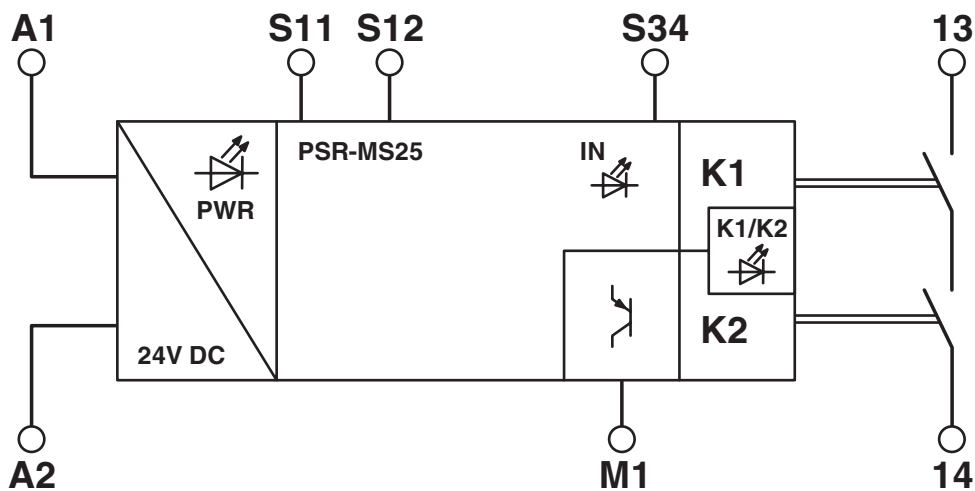 A1
S11
S12
S34
13
PSR-MS25
IN
PWR
K1
K1/K2
K2
24V DC
A2
M1
14